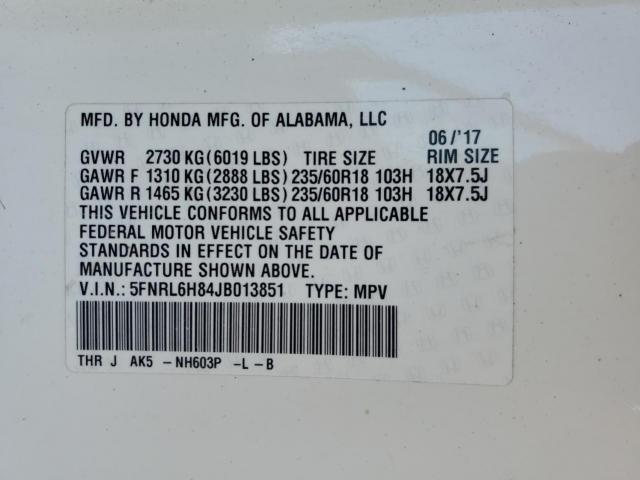 MFD. BY HONDA MFG. OF ALABAMA, LLC
06/'17
GVWR 2730 KG(6019 LBS) TIRE SIZE RIM SIZE
GAWR F 1310 KG(2888 LBS)235/60R18 103H 18X7.5J
GAWR R 1465 KG(3230 LBS)235/60R18 103H 18X7.5J
THIS VEHICLE CONFORMS TO ALL APPLICABLE
FEDERAL MOTOR VEHICLE SAFETY
STANDARDS IN EFFECT ON THE DATE OF
MANUFACTURE SHOWN ABOVE.
V.I.N.: 5FNRL6H84JB013851 TYPE: MPV
THR J AK5 -NH603P -L-B